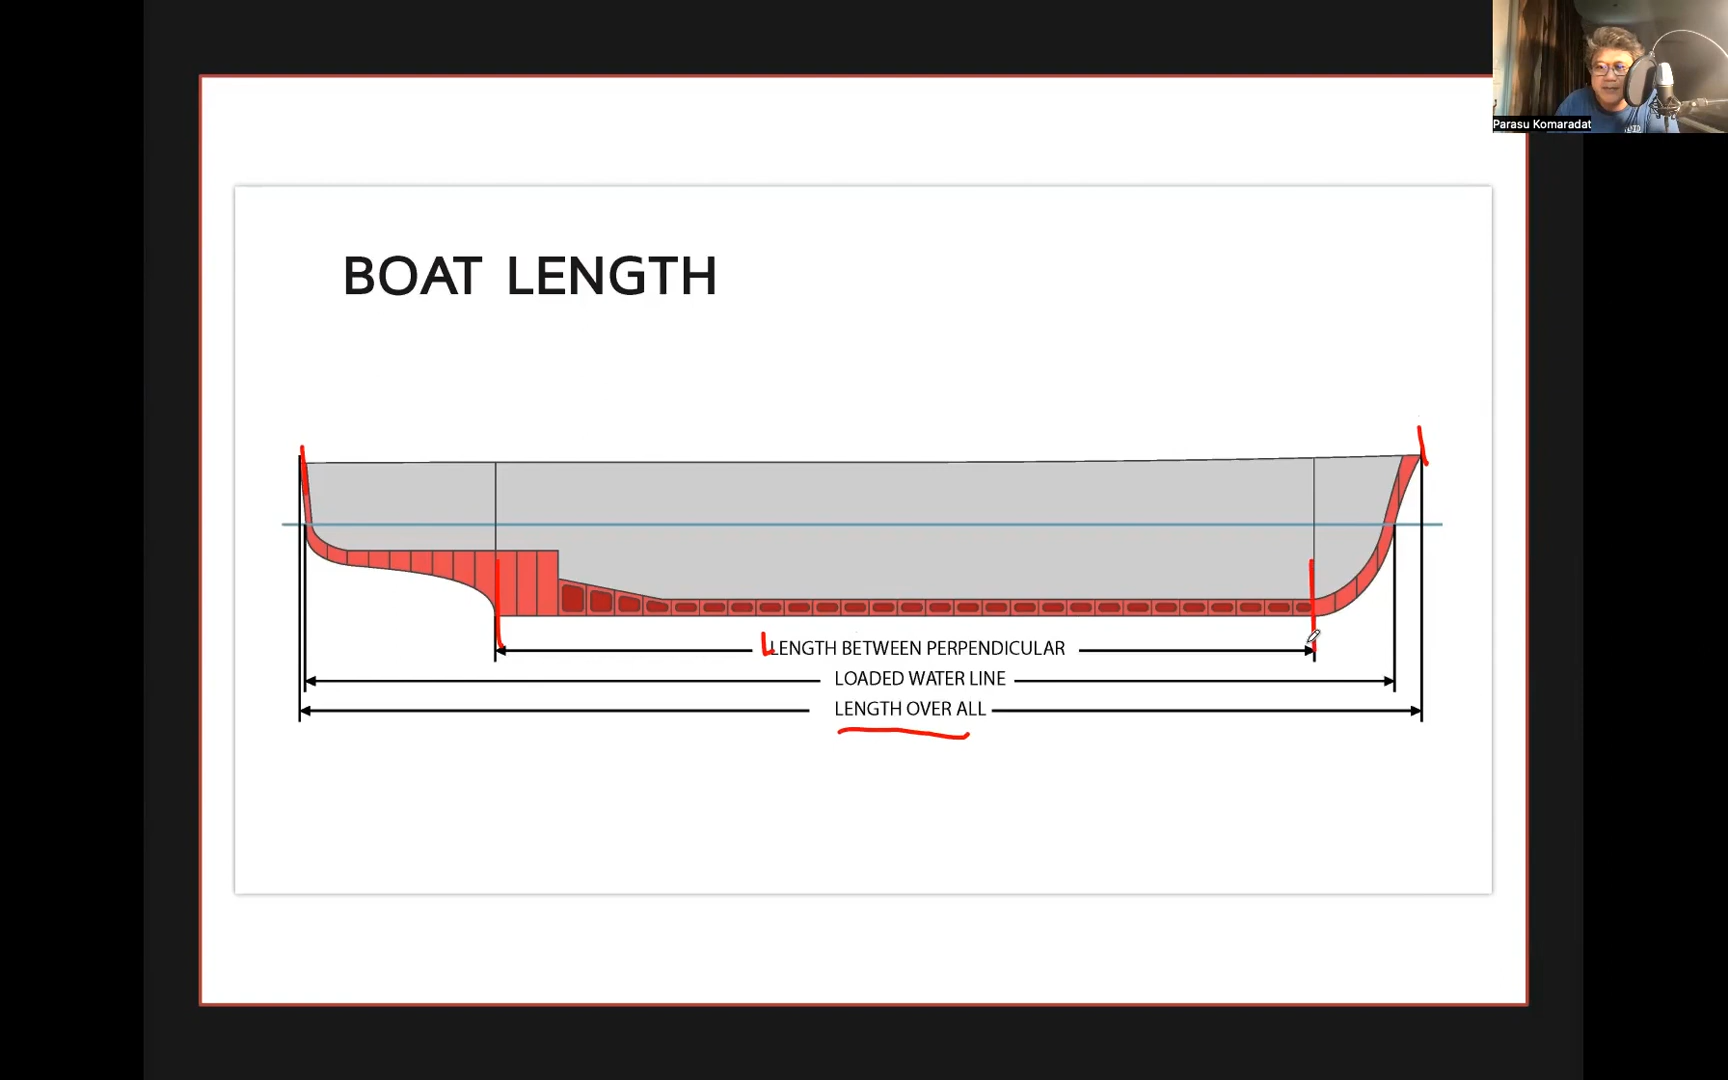 Parasu Komaradat
BOAT LENGTH
LENGTH BETWEEN PERPENDICULAR
LOADED WATER LINE
LENGTH OVER ALL